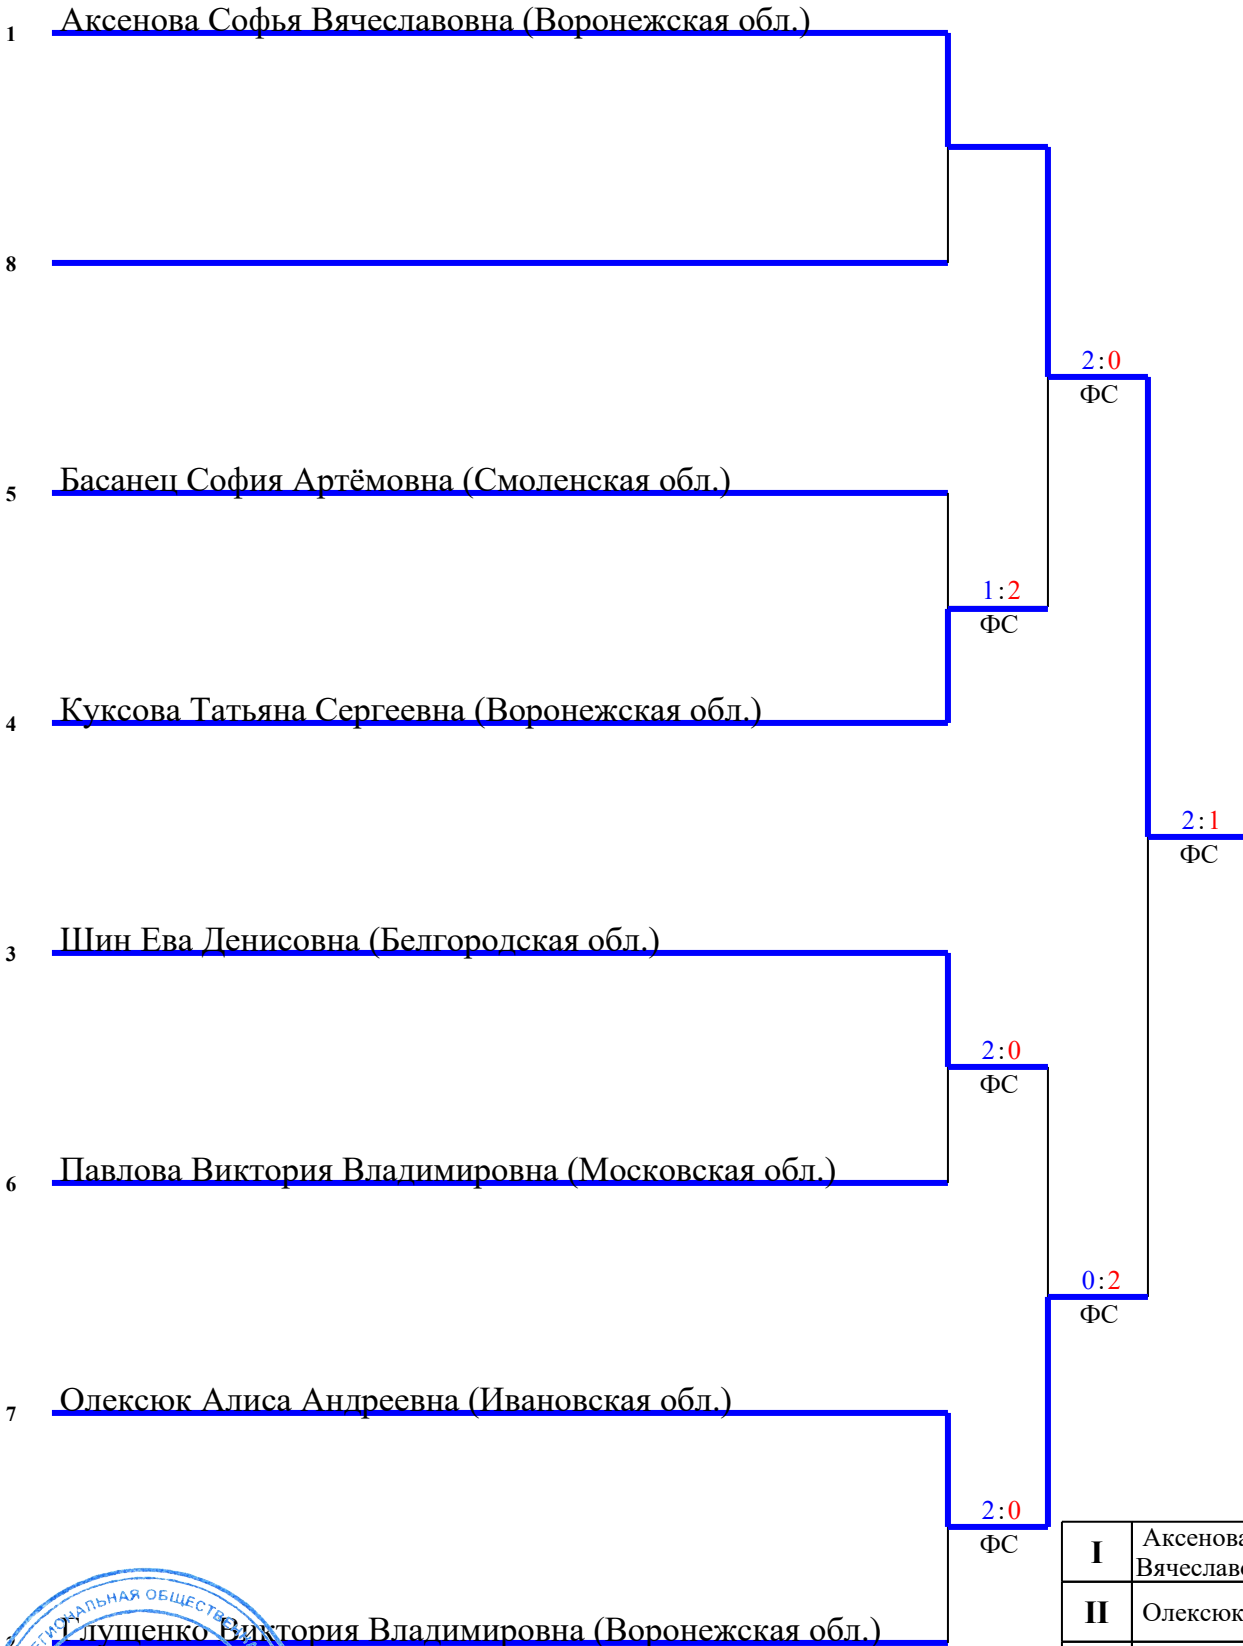 1 Аксенова Софья Вячеславовна (Воронежская обл.)
8
2:0
ФС
5 Басанец София Артёмовна (Смоленская обл.)
1:2
ФС
4 Куксова Татьяна Сергеевна (Воронежская обл.)
2:1
ФС
3 Шин Ева Денисовна (Белгородская обл.)
2:0
ФС
6 Павлова Виктория Владимировна (Московская обл.)
0:2
ФС
7 Олексюк Алиса Андреевна (Ивановская обл.)
2:0
ФС
I Аксенова
Вячеслав
II Олексюк
Глущенко Виктория Владимировна (Воронежская обл.)